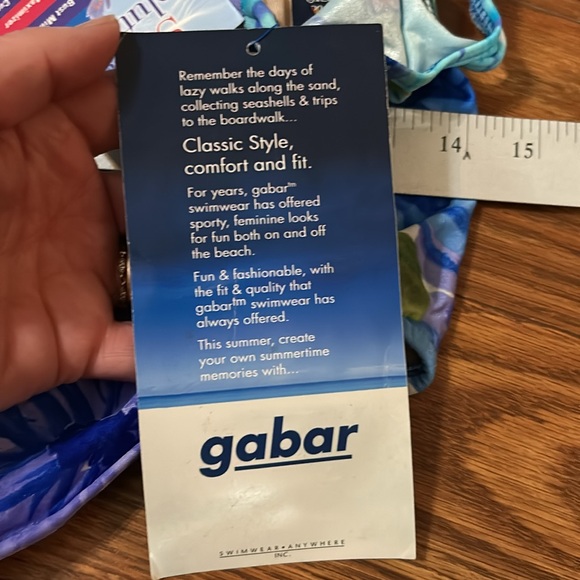 Remember the days of
lazy walks along the sand,
collecting seashells & trips
to the boardwalk...
Classic Style,
comfort and fit.
For years, gabar™
swimwear has offered
sporty, feminine looks
for fun both on and off
the beach.
Fun & fashionable, with
the fit & quality that
gabartm swimwear has
always offered.
This summer, create
your own summertime
memories with...
gabar
SWIMWEAR•ANYWHERE
INC.
14
15